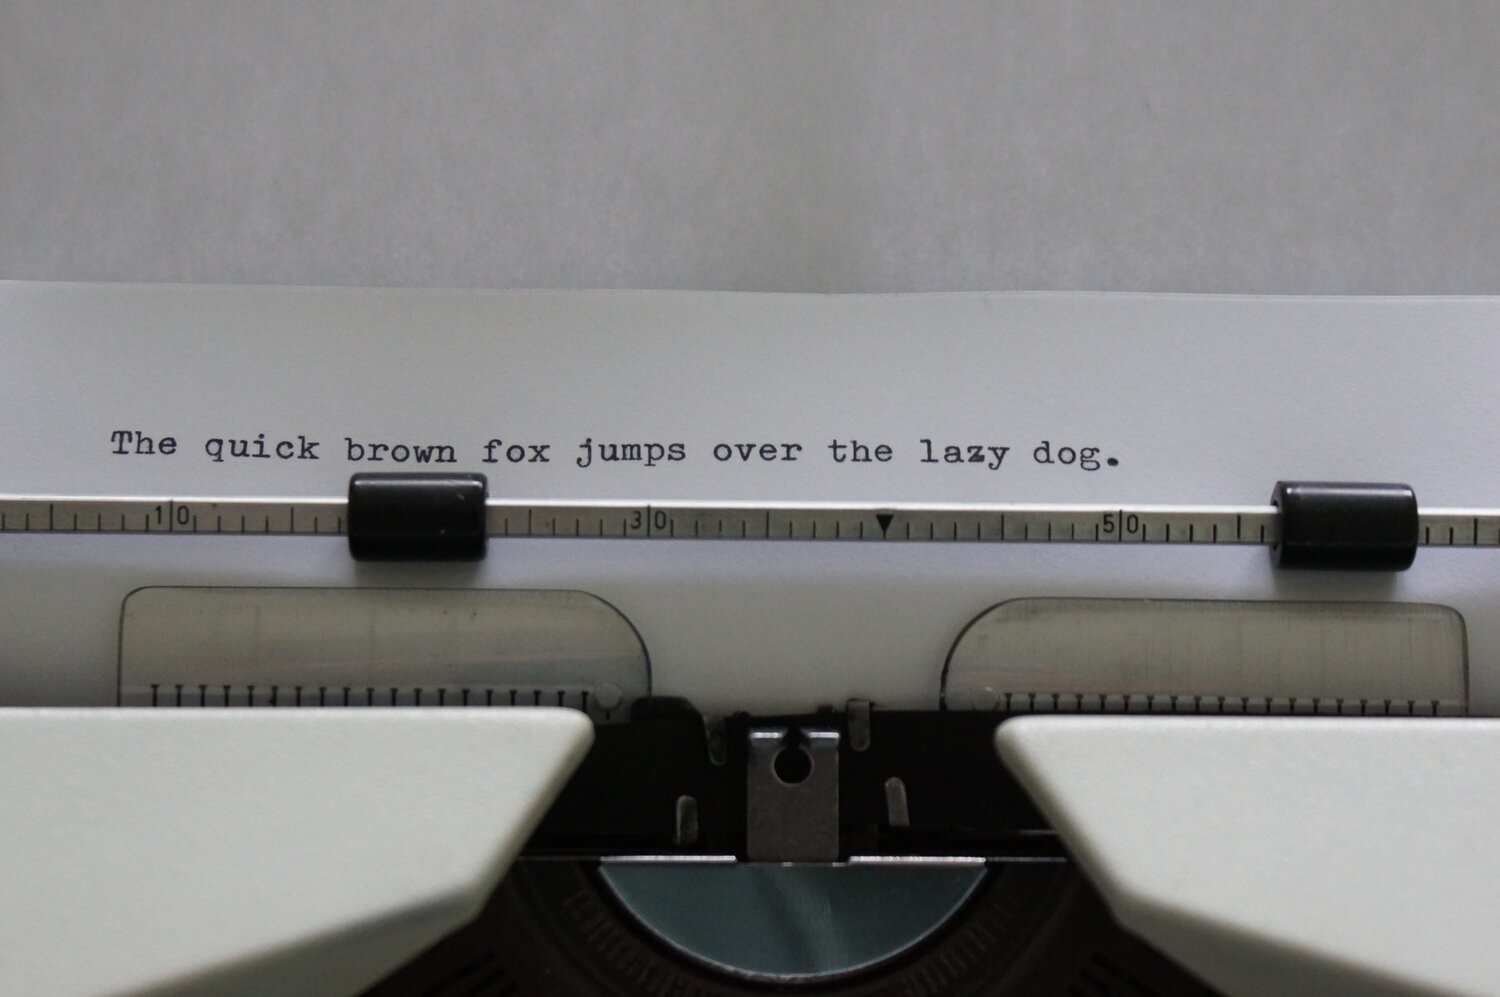 The quick brown fox jumps over the lazy dog.
10 30 50